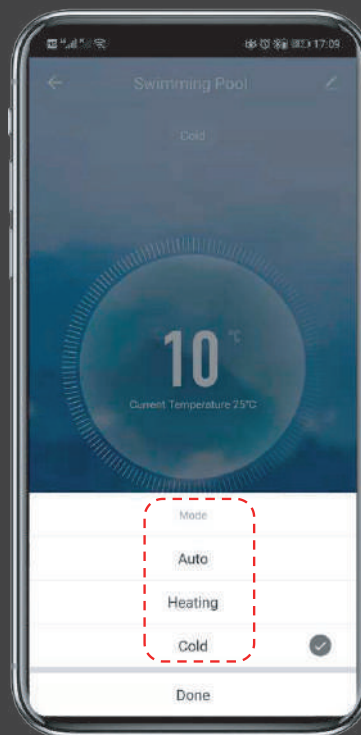 17:09
Swimming Pool
Cold
10 °C
Current Temperature 25°C
Mode
Auto
Heating
Cold
Done